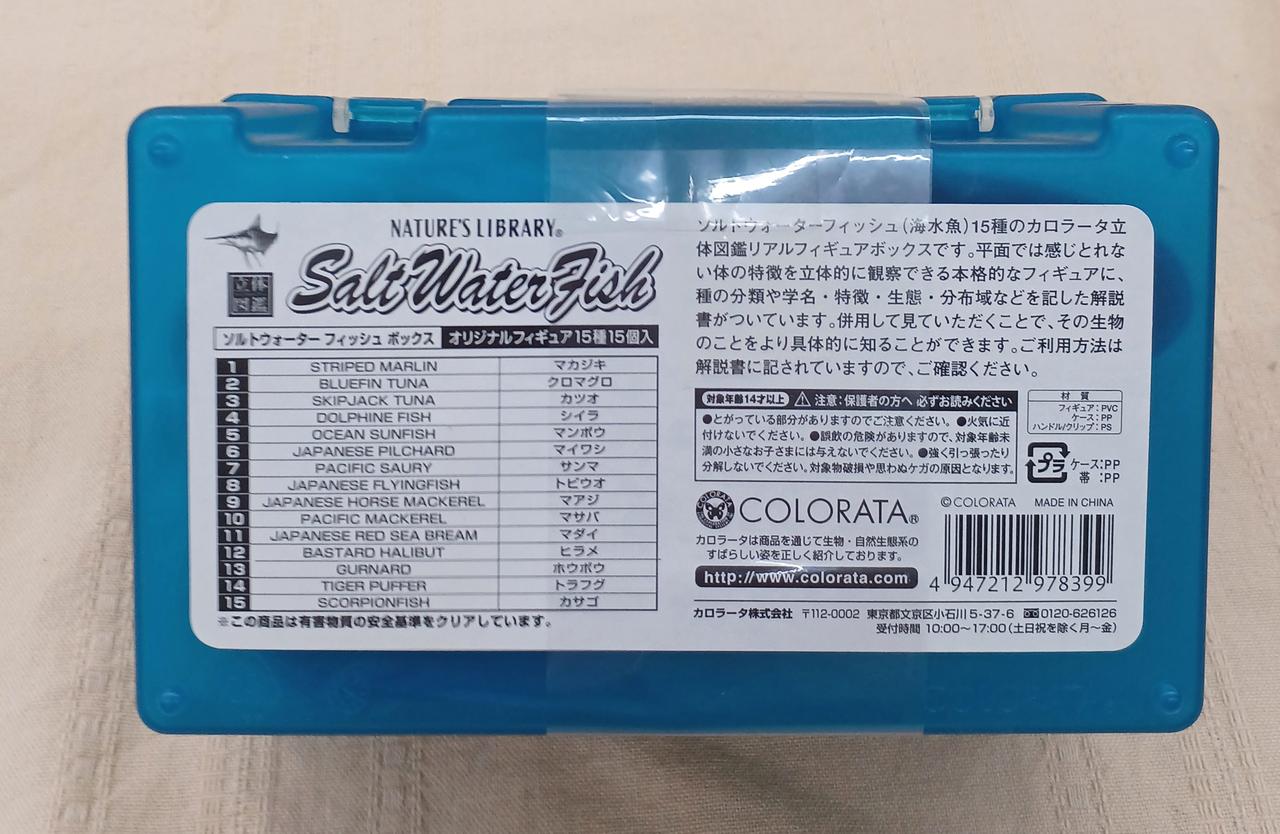 NATURE'S LIBRARY®
立体
図鑑
Salt Water Fish
ソルトウォーター フィッシュ ボックス オリジナルフィギュア15種15個入
1 STRIPED MARLIN マカジキ
2 BLUEFIN TUNA クロマグロ
3 SKIPJACK TUNA カツオ
4 DOLPHINE FISH シイラ
5 OCEAN SUNFISH マンボウ
6 JAPANESE PILCHARD マイワシ
7 PACIFIC SAURY サンマ
8 JAPANESE FLYINGFISH トビウオ
9 JAPANESE HORSE MACKEREL マアジ
10 PACIFIC MACKEREL マサバ
11 JAPANESE RED SEA BREAM マダイ
12 BASTARD HALIBUT ヒラメ
13 GURNARD ホウボウ
14 TIGER PUFFER トラフグ
15 SCORPIONFISH カサゴ
※この商品は有害物質の安全基準をクリアしています。
ソルトウォーターフィッシュ(海水魚)15種のカロラータ立
体図鑑リアルフィギュアボックスです。平面では感じとれな
い体の特徴を立体的に観察できる本格的なフィギュアに、
種の分類や学名・特徴・生態・分布域などを記した解説
書がついています。併用して見ていただくことで、その生物
のことをより具体的に知ることができます。ご利用方法は
解説書に記されていますので、ご確認ください。
対象年齢14才以上 ⚠ 注意:保護者の方へ 必ずお読みください
●とがっている部分がありますのでご注意ください。●火気に近
付けないでください。●誤飲の危険がありますので、対象年齢未
満の小さなお子さまには与えないでください。●強く引っ張ったり
分解しないでください。対象物破損や思わぬケガの原因となります。
材 質
フィギュア:PVC
ケース:PP
ハンドル/クリップ:PS
プラ ケース:PP
帯 :PP
COLORATA®
カロラータは商品を通じて生物・自然生態系の
すばらしい姿を正しく紹介しております。
http://www.colorata.com
©COLORATA MADE IN CHINA
4 947212 978399
カロラータ株式会社 〒112-0002 東京都文京区小石川5-37-6 0120-626126
受付時間 10:00〜17:00(土日祝を除く月〜金)